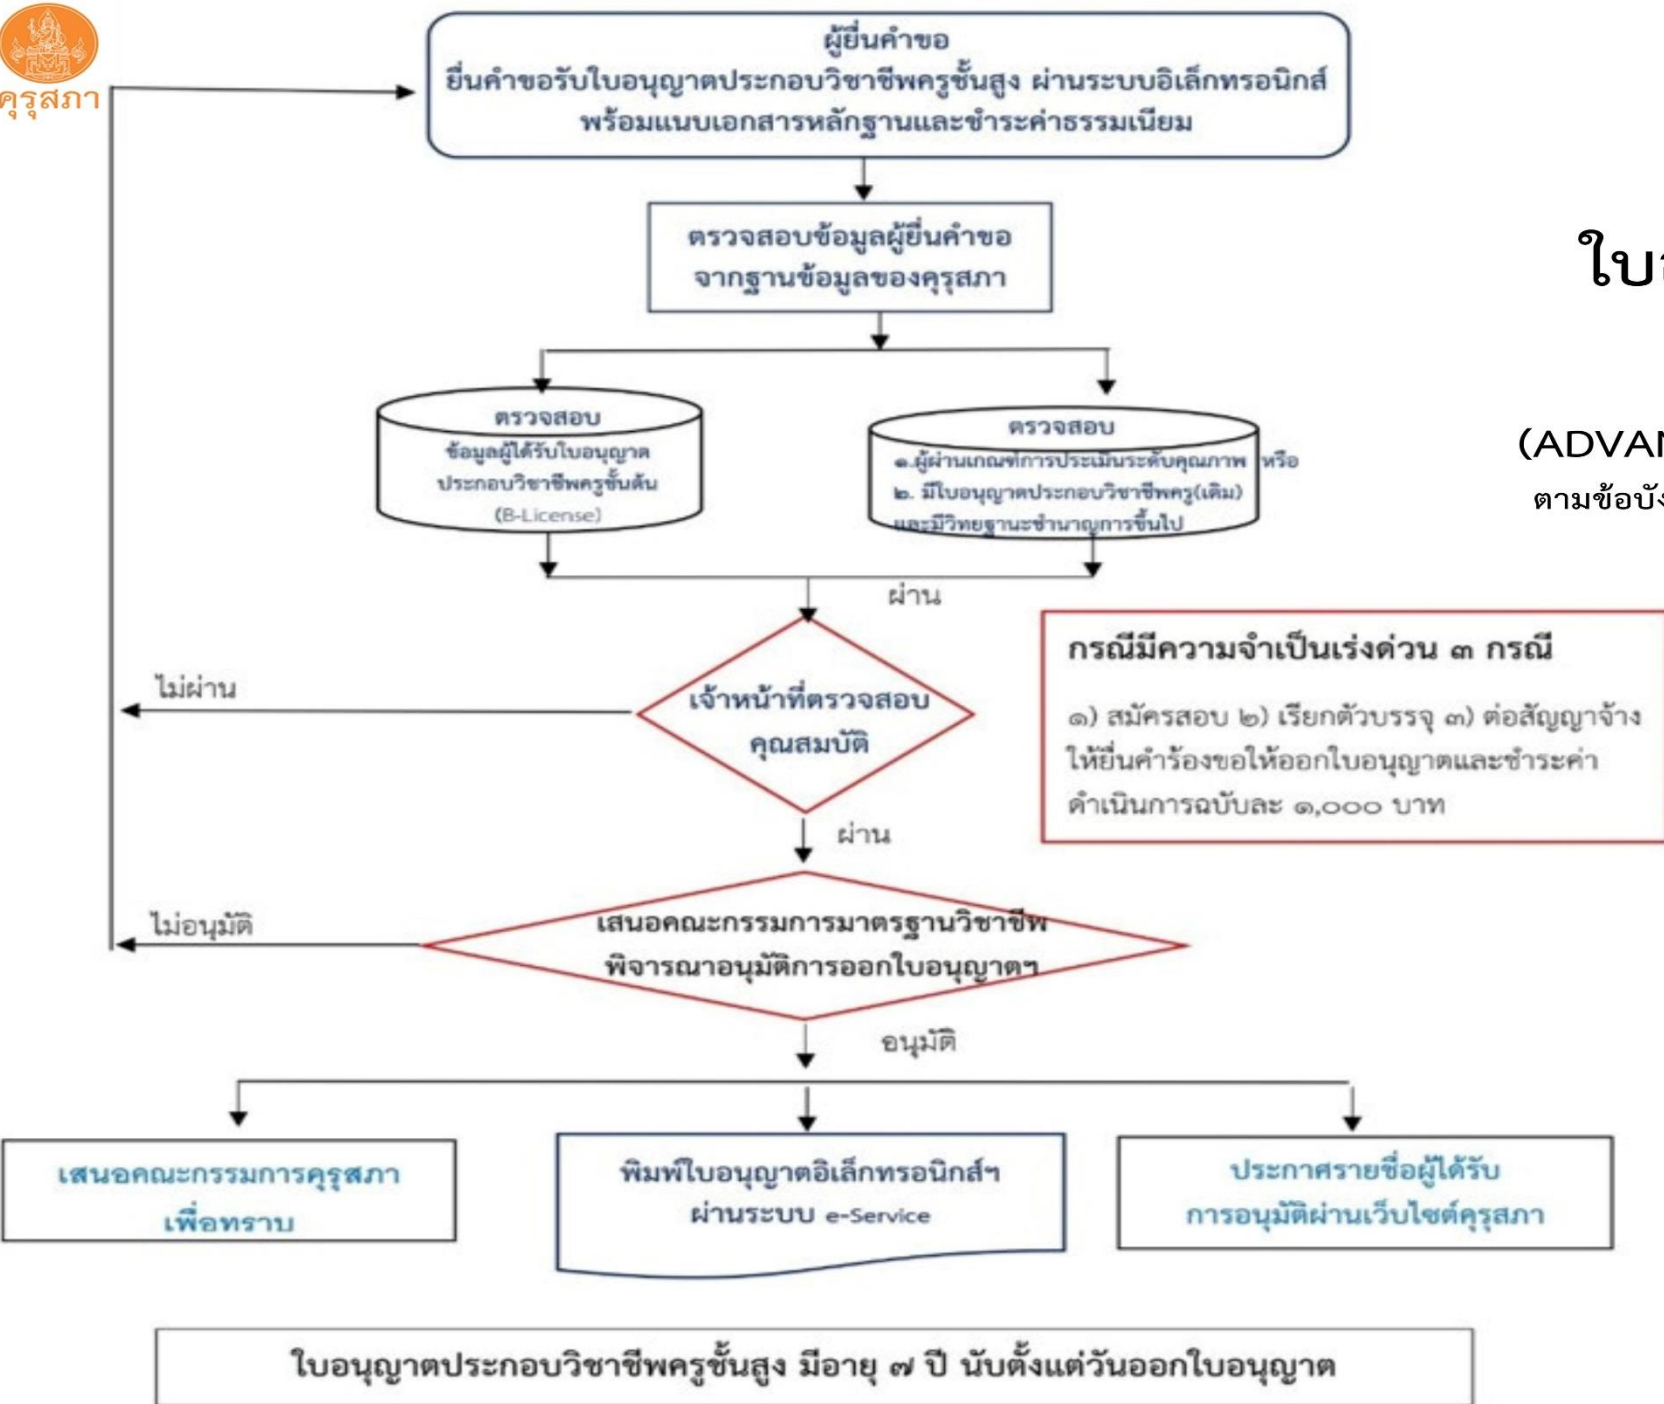 คุรุสภา
ผู้ยื่นคำขอ
ยื่นคำขอรับใบอนุญาตประกอบวิชาชีพครูชั้นสูง ผ่านระบบอิเล็กทรอนิกส์
พร้อมแนบเอกสารหลักฐานและชำระค่าธรรมเนียม
ตรวจสอบข้อมูลผู้ยื่นคำขอ
จากฐานข้อมูลของคุรุสภา
ตรวจสอบ
ข้อมูลผู้ได้รับใบอนุญาต
ประกอบวิชาชีพครูชั้นต้น
(B-License)
ตรวจสอบ
๑.ผู้ผ่านเกณฑ์การประเมินระดับคุณภาพ หรือ
๒. มีใบอนุญาตประกอบวิชาชีพครู(เดิม)
และมีวิทยฐานะชำนาญการขึ้นไป
(ADVAN
ตามข้อบัง
ผ่าน
เจ้าหน้าที่ตรวจสอบ
คุณสมบัติ
ไม่ผ่าน
กรณีมีความจำเป็นเร่งด่วน ๓ กรณี
๑) สมัครสอบ ๒) เรียกตัวบรรจุ ๓) ต่อสัญญาจ้าง
ให้ยื่นคำร้องขอให้ออกใบอนุญาตและชำระค่า
ดำเนินการฉบับละ ๑,๐๐๐ บาท
ผ่าน
เสนอคณะกรรมการมาตรฐานวิชาชีพ
พิจารณาอนุมัติการออกใบอนุญาตฯ
ไม่อนุมัติ
อนุมัติ
เสนอคณะกรรมการคุรุสภา
เพื่อทราบ
พิมพ์ใบอนุญาตอิเล็กทรอนิกส์ฯ
ผ่านระบบ e-Service
ประกาศรายชื่อผู้ได้รับ
การอนุมัติผ่านเว็บไซต์คุรุสภา
ใบอนุญาตประกอบวิชาชีพครูชั้นสูง มีอายุ ๗ ปี นับตั้งแต่วันออกใบอนุญาต